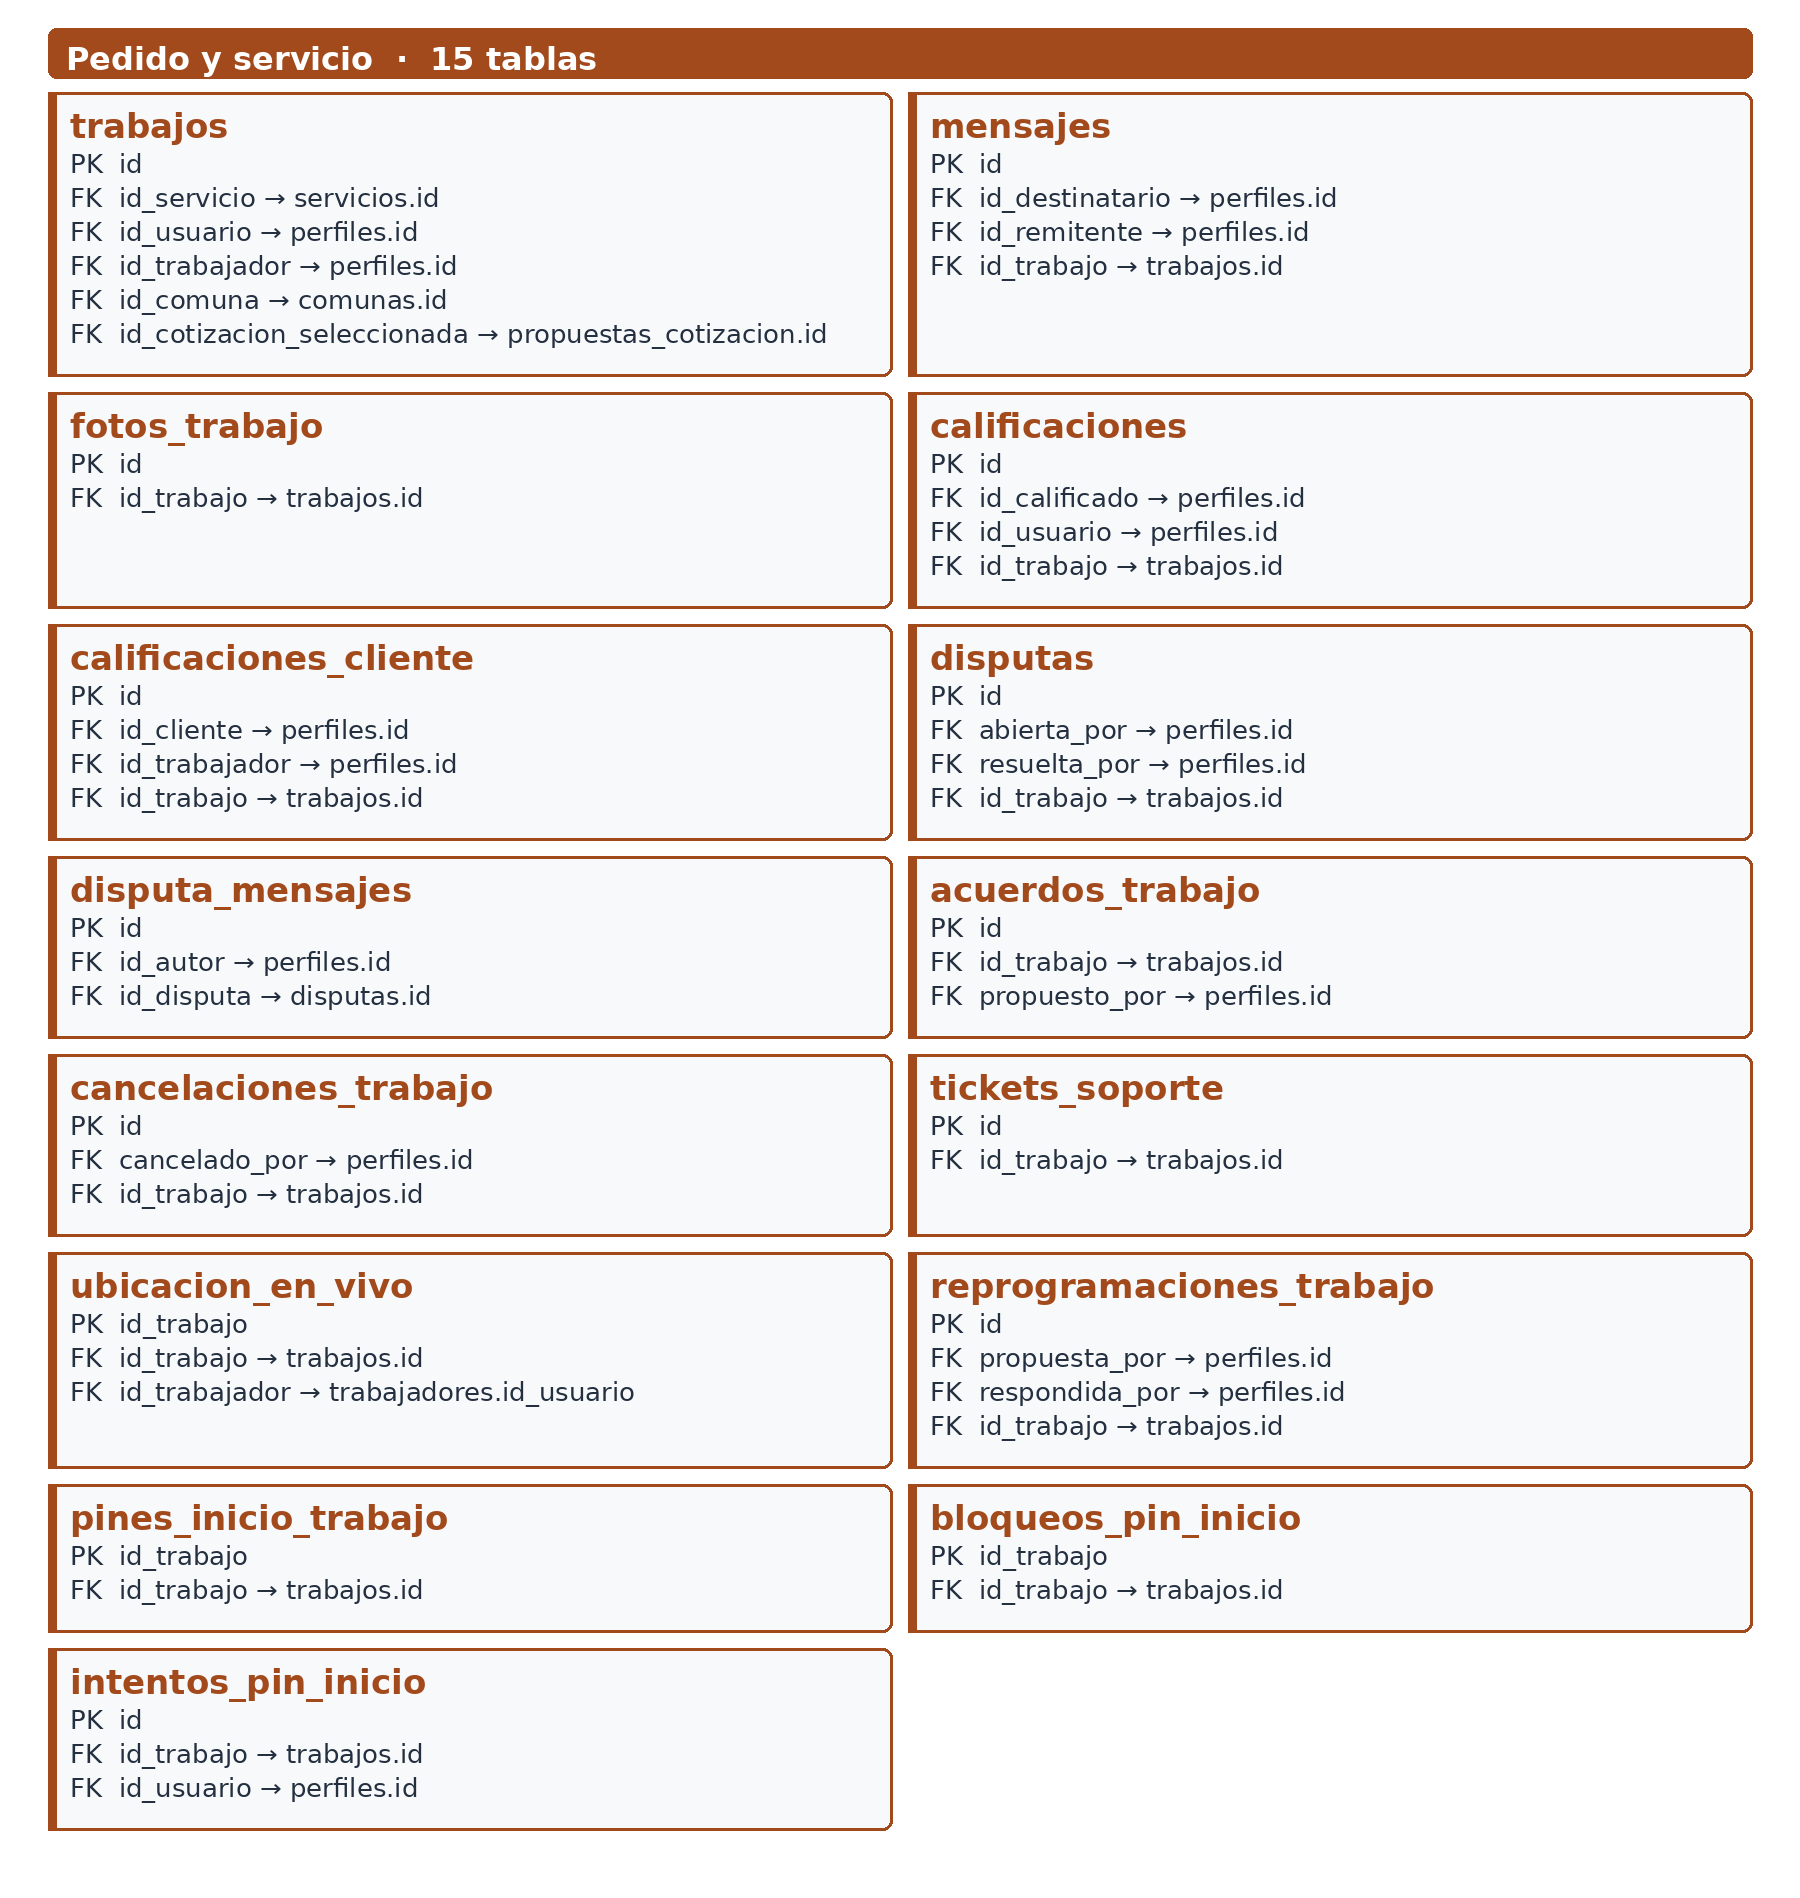 Pedido y servicio · 15 tablas
trabajos
PK id
FK id_servicio → servicios.id
FK id_usuario → perfiles.id
FK id_trabajador → perfiles.id
FK id_comuna → comunas.id
FK id_cotizacion_seleccionada → propuestas_cotizacion.id
mensajes
PK id
FK id_destinatario → perfiles.id
FK id_remitente → perfiles.id
FK id_trabajo → trabajos.id
fotos_trabajo
PK id
FK id_trabajo → trabajos.id
calificaciones
PK id
FK id_calificado → perfiles.id
FK id_usuario → perfiles.id
FK id_trabajo → trabajos.id
calificaciones_cliente
PK id
FK id_cliente → perfiles.id
FK id_trabajador → perfiles.id
FK id_trabajo → trabajos.id
disputas
PK id
FK abierta_por → perfiles.id
FK resuelta_por → perfiles.id
FK id_trabajo → trabajos.id
disputa_mensajes
PK id
FK id_autor → perfiles.id
FK id_disputa → disputas.id
acuerdos_trabajo
PK id
FK id_trabajo → trabajos.id
FK propuesto_por → perfiles.id
cancelaciones_trabajo
PK id
FK cancelado_por → perfiles.id
FK id_trabajo → trabajos.id
tickets_soporte
PK id
FK id_trabajo → trabajos.id
ubicacion_en_vivo
PK id_trabajo
FK id_trabajo → trabajos.id
FK id_trabajador → trabajadores.id_usuario
reprogramaciones_trabajo
PK id
FK propuesta_por → perfiles.id
FK respondida_por → perfiles.id
FK id_trabajo → trabajos.id
pines_inicio_trabajo
PK id_trabajo
FK id_trabajo → trabajos.id
bloqueos_pin_inicio
PK id_trabajo
FK id_trabajo → trabajos.id
intentos_pin_inicio
PK id
FK id_trabajo → trabajos.id
FK id_usuario → perfiles.id